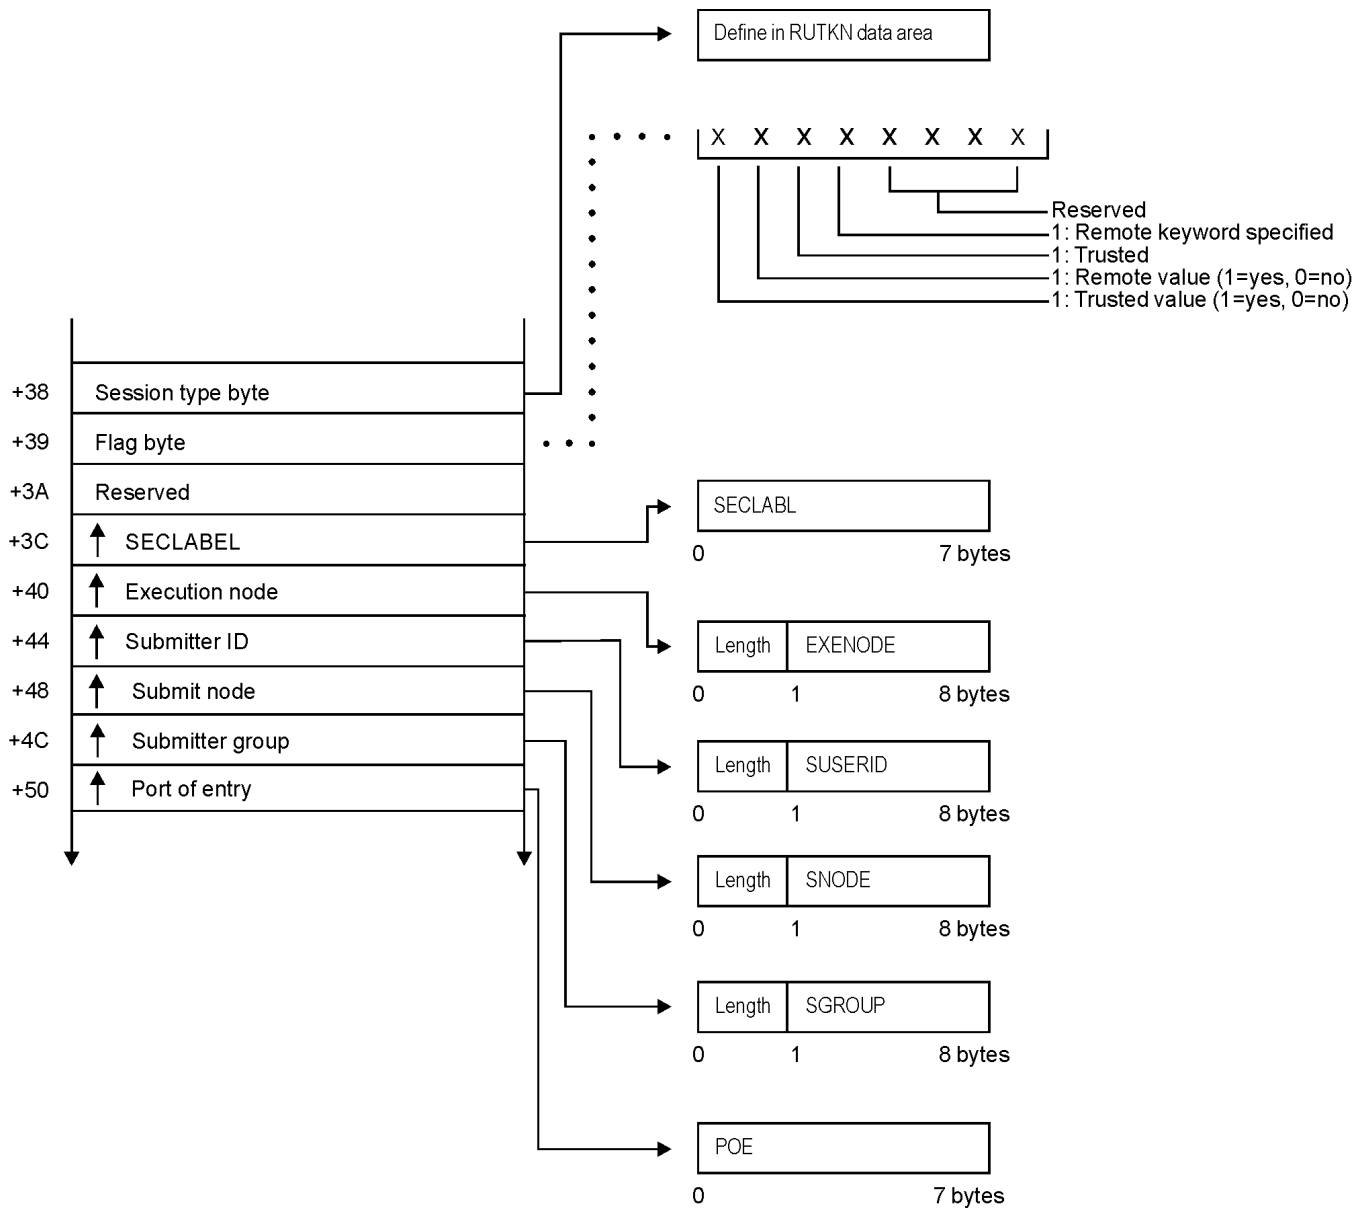 Define in RUTKN data area
X X X X X X X X
Reserved
1: Remote keyword specified
1: Trusted
1: Remote value (1=yes, 0=no)
1: Trusted value (1=yes, 0=no)
+38 Session type byte
+39 Flag byte
+3A Reserved
+3C SECLABEL
+40 Execution node
+44 Submitter ID
+48 Submit node
+4C Submitter group
+50 Port of entry
SECLABL
0 7 bytes
Length EXENODE
0 1 8 bytes
Length SUSERID
0 1 8 bytes
Length SNODE
0 1 8 bytes
Length SGROUP
0 1 8 bytes
POE
0 7 bytes